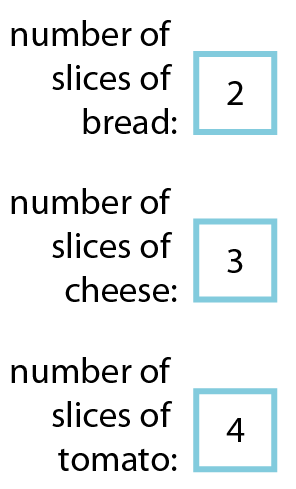 number of
slices of
bread: 2
number of
slices of
cheese: 3
number of
slices of
tomato: 4